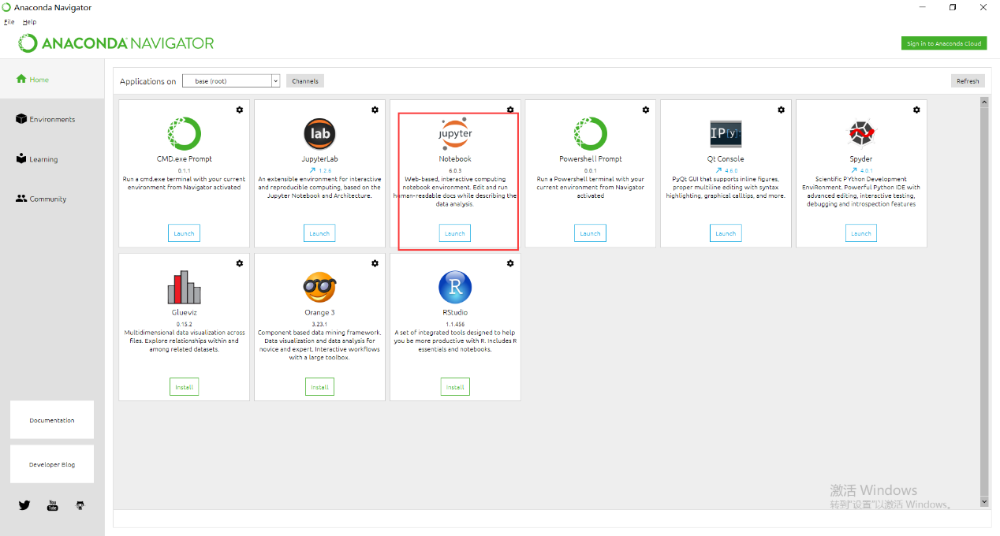 Anaconda Navigator
File Help
ANACONDA NAVIGATOR
Sign in to Anaconda Cloud
Home
Environments
Learning
Community
Documentation
Developer Blog
You
Tube
Applications on base (root) Channels Refresh
lab
CMD.exe Prompt
0.1.1
Run a cmd.exe terminal with your current
environment from Navigator activated
Launch
JupyterLab
1.2.6
An extensible environment for interactive
and reproducible computing, based on the
Jupyter Notebook and Architecture.
Launch
jupyter
Notebook
6.0.3
Web-based, interactive computing
notebook environment. Edit and run
human-readable docs while describing the
data analysis.
Launch
Powershell Prompt
0.0.1
Run a Powershell terminal with your
current environment from Navigator
activated
Launch
IP[y]:
Qt Console
4.6.0
PyQt GUI that supports inline figures,
proper multiline editing with syntax
highlighting, graphical calltips, and more.
Launch
Spyder
4.0.1
Scientific PYthon Development
EnviRonment. Powerful Python IDE with
advanced editing, interactive testing,
debugging and introspection features
Launch
Glueviz
0.15.2
Multidimensional data visualization across
files. Explore relationships within and
among related datasets.
Install
Orange 3
3.23.1
Component based data mining framework.
Data visualization and data analysis for
novice and expert. Interactive workflows
with a large toolbox.
Install
R
RStudio
1.1.456
A set of integrated tools designed to help
you be more productive with R. Includes R
essentials and notebooks.
Install
激活 Windows
转到"设置"以激活 Windows。